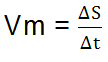 Vm = ΔS/Δt